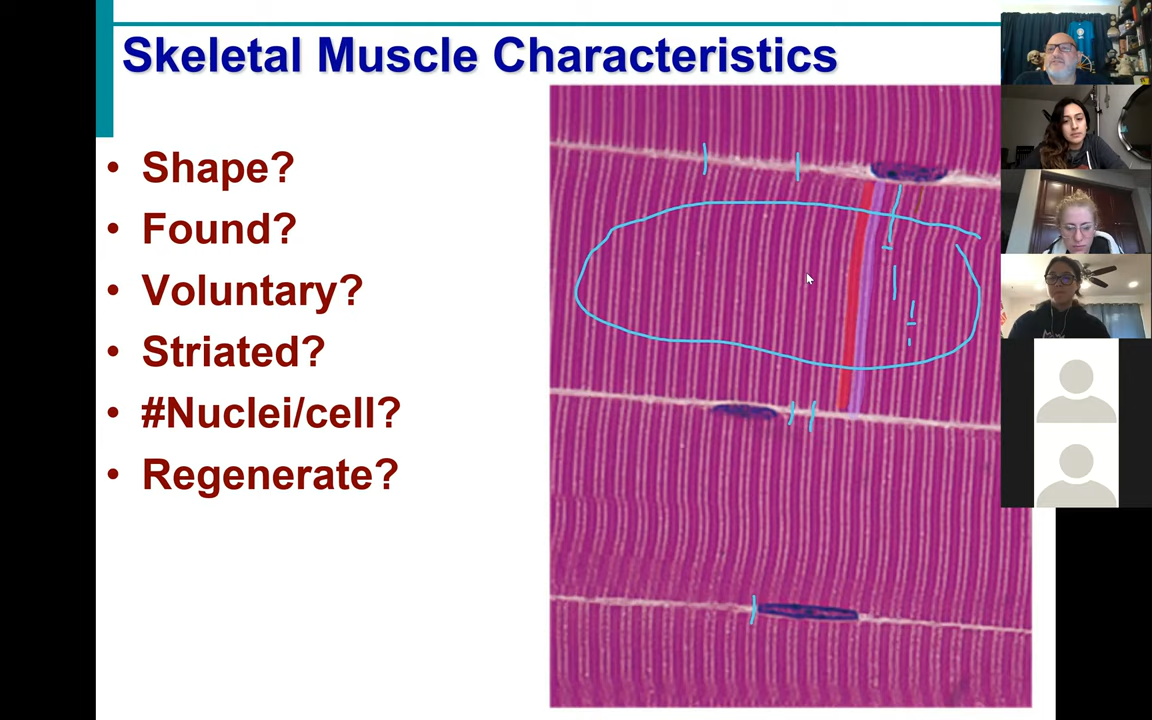 Skeletal Muscle Characteristics
• Shape?
• Found?
• Voluntary?
• Striated?
• #Nuclei/cell?
• Regenerate?